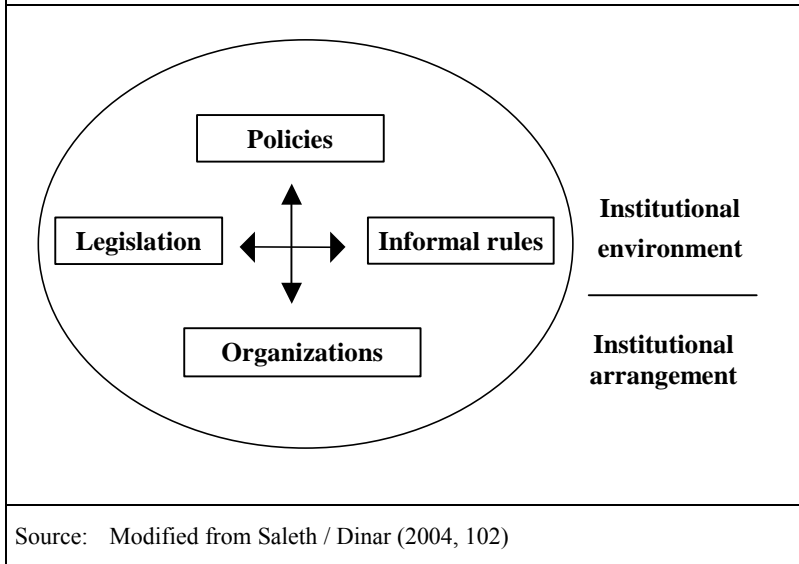 Policies
Legislation
Informal rules
Organizations
Institutional
environment
Institutional
arrangement
Source: Modified from Saleth / Dinar (2004, 102)